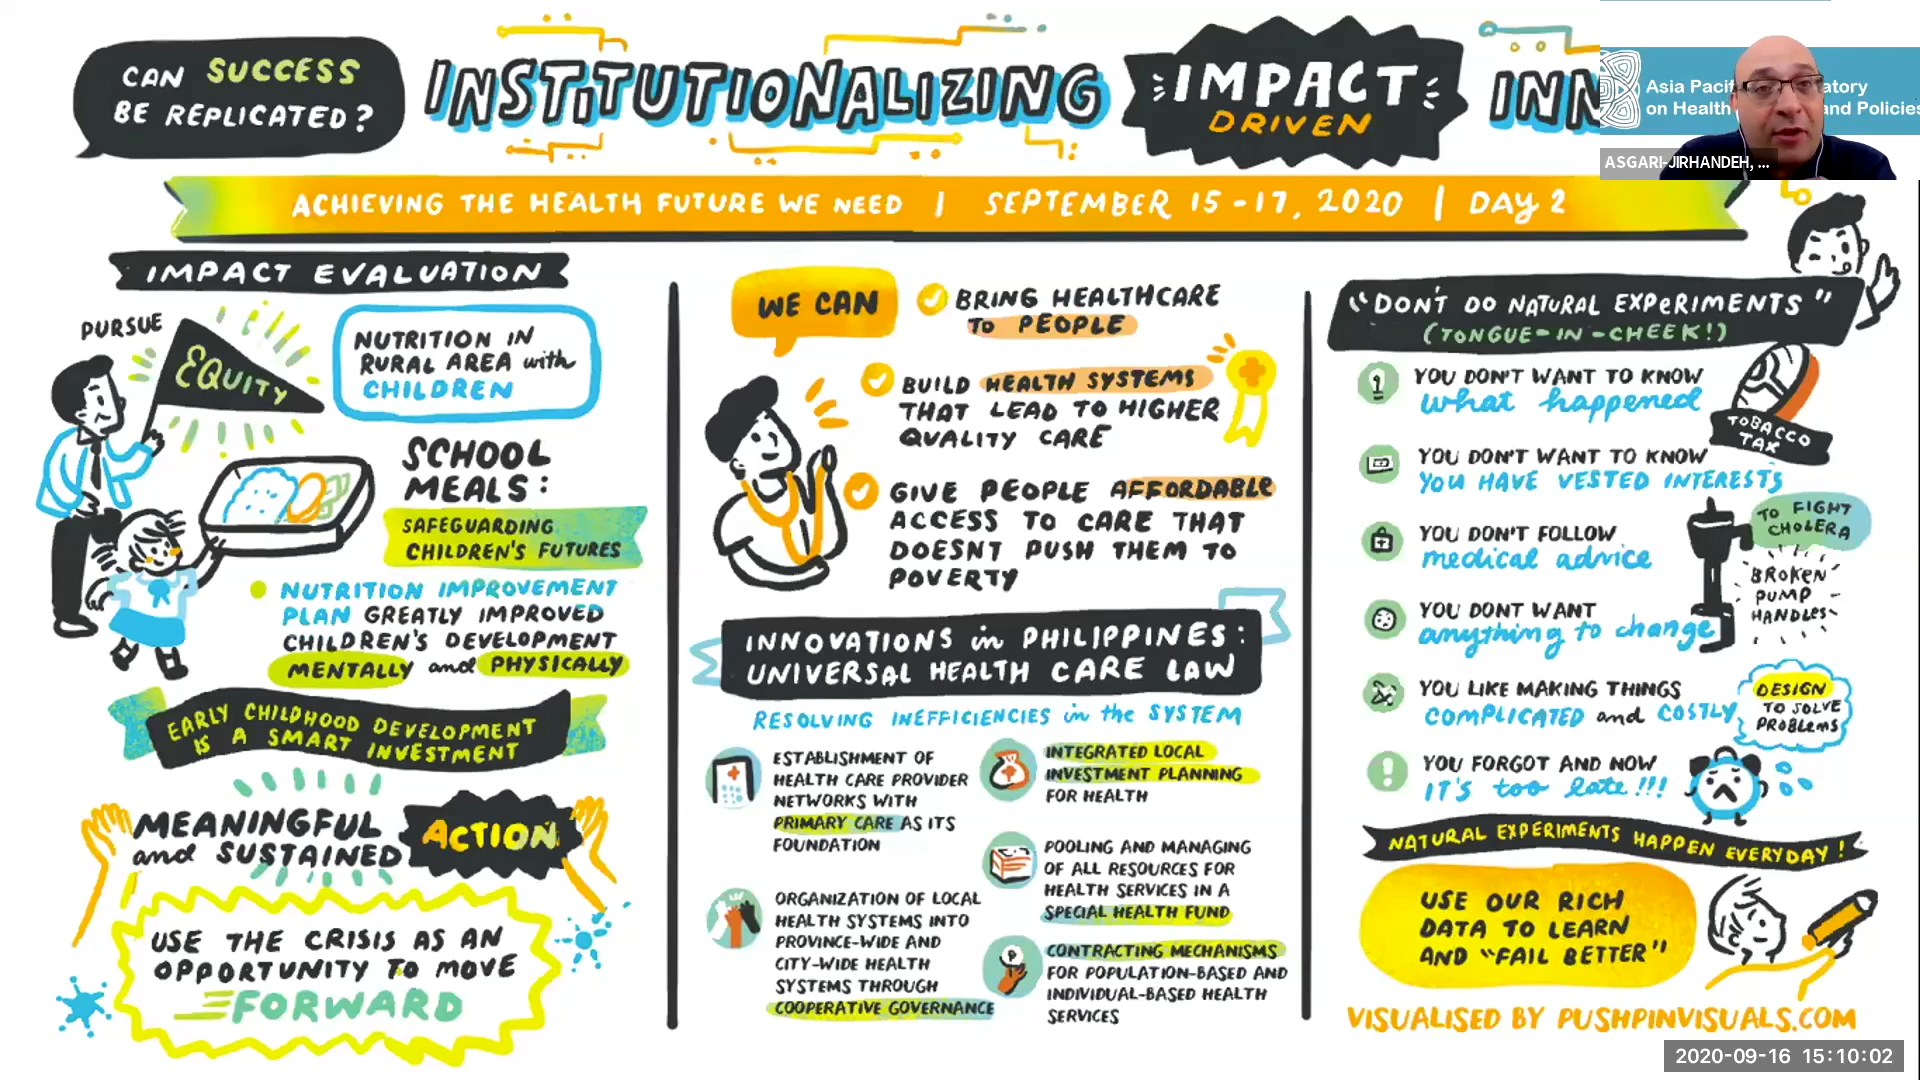 CAN SUCCESS
BE REPLICATED?
INSTITUTIONALIZING
IMPACT
DRIVEN
INN
Asia Pacif
atory
on Health
and Policies
ASGARI-JIRHANDEH, ...
ACHIEVING THE HEALTH FUTURE WE NEED | SEPTEMBER 15-17, 2020 | DAY 2
IMPACT EVALUATION
PURSUE
EQUITY
NUTRITION IN
RURAL AREA with
CHILDREN
SCHOOL
MEALS:
SAFEGUARDING
CHILDREN'S FUTURES
NUTRITION IMPROVEMENT
PLAN GREATLY IMPROVED
CHILDREN'S DEVELOPMENT
MENTALLY and PHYSICALLY
EARLY CHILDHOOD DEVELOPMENT
IS A SMART INVESTMENT
MEANINGFUL
and SUSTAINED
ACTION
USE THE CRISIS AS AN
OPPORTUNITY TO MOVE
FORWARD
WE CAN
BRING HEALTHCARE
TO PEOPLE
BUILD HEALTH SYSTEMS
THAT LEAD TO HIGHER
QUALITY CARE
GIVE PEOPLE AFFORDABLE
ACCESS TO CARE THAT
DOESNT PUSH THEM TO
POVERTY
INNOVATIONS in PHILIPPINES:
UNIVERSAL HEALTH CARE LAW
RESOLVING INEFFICIENCIES in the SYSTEM
ESTABLISHMENT OF
HEALTH CARE PROVIDER
NETWORKS WITH
PRIMARY CARE AS ITS
FOUNDATION
ORGANIZATION OF LOCAL
HEALTH SYSTEMS INTO
PROVINCE-WIDE AND
CITY-WIDE HEALTH
SYSTEMS THROUGH
COOPERATIVE GOVERNANCE
INTEGRATED LOCAL
INVESTMENT PLANNING
FOR HEALTH
POOLING AND MANAGING
OF ALL RESOURCES FOR
HEALTH SERVICES IN A
SPECIAL HEALTH FUND
CONTRACTING MECHANISMS
FOR POPULATION-BASED AND
INDIVIDUAL-BASED HEALTH
SERVICES
"DON'T DO NATURAL EXPERIMENTS"
(TONGUE-IN-CHEEK!)
YOU DON'T WANT TO KNOW
what happened
TOBACCO
TAX
YOU DON'T WANT TO KNOW
YOU HAVE VESTED INTERESTS
YOU DON'T FOLLOW
medical advice
TO FIGHT
CHOLERA
BROKEN
PUMP
HANDLES
YOU DONT WANT
anything to change
YOU LIKE MAKING THINGS
COMPLICATED and COSTLY
DESIGN
TO SOLVE
PROBLEMS
YOU FORGOT AND NOW
IT'S too late!!!
NATURAL EXPERIMENTS HAPPEN EVERYDAY!
USE OUR RICH
DATA TO LEARN
AND "FAIL BETTER"
VISUALISED BY PUSHPINVISUALS.COM
2020-09-16 15:10:02